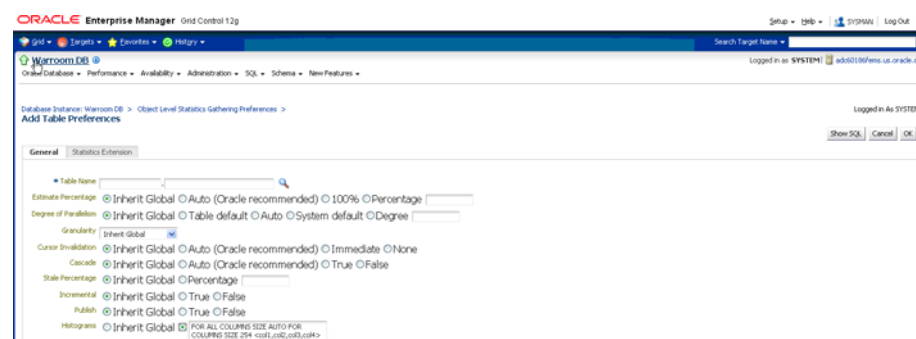 ORACLE Enterprise Manager Grid Control 12g
Setup Help SYSMAN Log Out
Grid Targets Favorites History Search Target Name
Warroom DB Logged in as SYSTEM
Oracle Database Performance Availability Administration SQL Schema New Features
Database Instance: Warroom DB > Object Level Statistics Gathering Preferences > Logged in As SYSTEM
Add Table Preferences
Show SQL Cancel OK
General Statistics Extension
* Table Name .
Estimate Percentage Inherit Global Auto (Oracle recommended) 100% Percentage
Degree of Parallelism Inherit Global Table default Auto System default Degree
Granularity Inherit Global
Cursor Invalidation Inherit Global Auto (Oracle recommended) Immediate None
Cascade Inherit Global Auto (Oracle recommended) True False
Stale Percentage Inherit Global Percentage
Incremental Inherit Global True False
Publish Inherit Global True False
Histograms Inherit Global FOR ALL COLUMNS SIZE AUTO FOR
COLUMNS SIZE 254 <col1,col2,col3,col4>